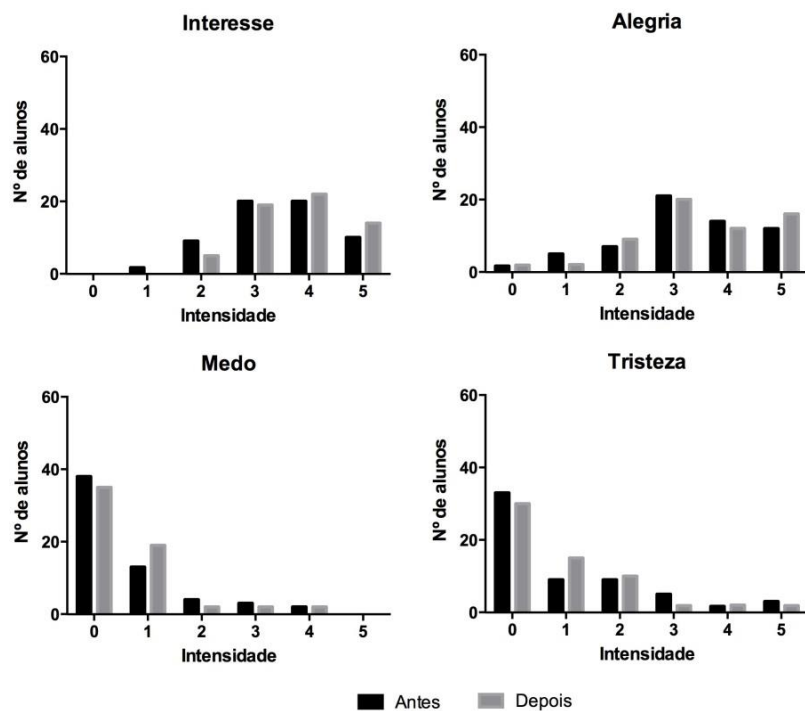 Interesse
60
40
20
0
Nº de alunos
0 1 2 3 4 5
Intensidade
Alegria
60
40
20
0
Nº de alunos
0 1 2 3 4 5
Intensidade
Medo
60
40
20
0
Nº de alunos
0 1 2 3 4 5
Intensidade
Tristeza
60
40
20
0
Nº de alunos
0 1 2 3 4 5
Intensidade
Antes Depois